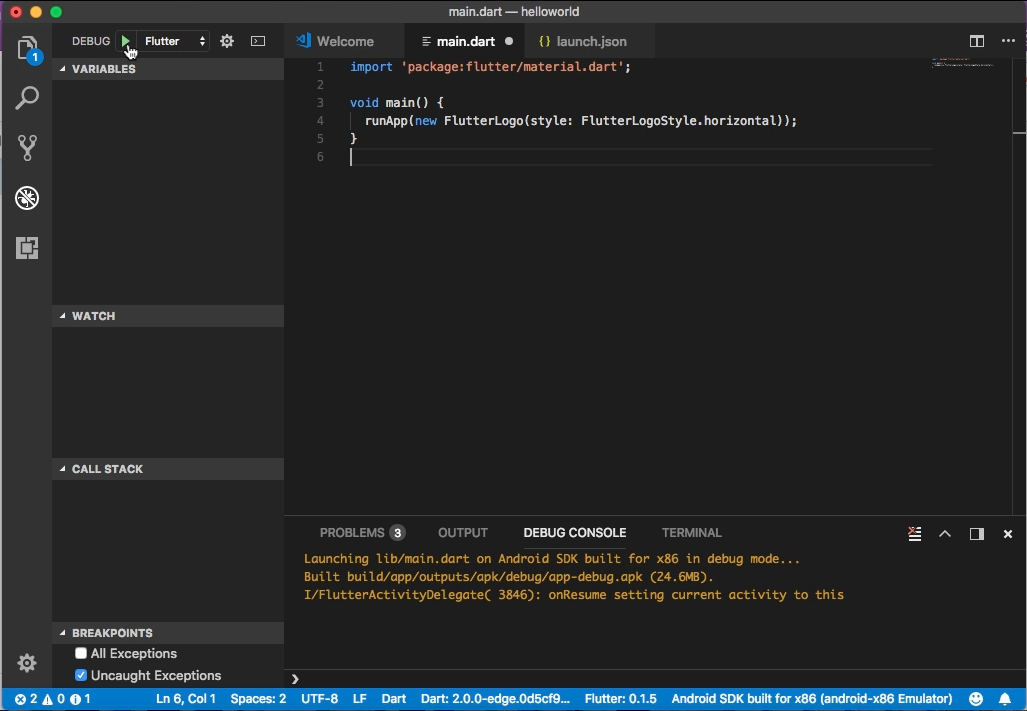 main.dart — helloworld
DEBUG Flutter
Welcome main.dart launch.json
1
VARIABLES
WATCH
CALL STACK
BREAKPOINTS
All Exceptions
Uncaught Exceptions
1 import 'package:flutter/material.dart';
2
3 void main() {
4 runApp(new FlutterLogo(style: FlutterLogoStyle.horizontal));
5 }
6
PROBLEMS 3 OUTPUT DEBUG CONSOLE TERMINAL
Launching lib/main.dart on Android SDK built for x86 in debug mode...
Built build/app/outputs/apk/debug/app-debug.apk (24.6MB).
I/FlutterActivityDelegate( 3846): onResume setting current activity to this
2 0 1 Ln 6, Col 1 Spaces: 2 UTF-8 LF Dart Dart: 2.0.0-edge.0d5cf9... Flutter: 0.1.5 Android SDK built for x86 (android-x86 Emulator)